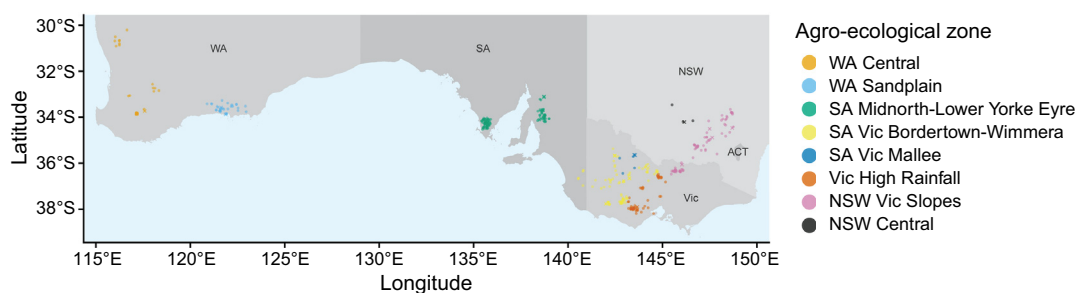 30°S
32°S
34°S
36°S
38°S
Latitude
WA
SA
NSW
ACT
Vic
115°E 120°E 125°E 130°E 135°E 140°E 145°E 150°E
Longitude
Agro-ecological zone
WA Central
WA Sandplain
SA Midnorth-Lower Yorke Eyre
SA Vic Bordertown-Wimmera
SA Vic Mallee
Vic High Rainfall
NSW Vic Slopes
NSW Central